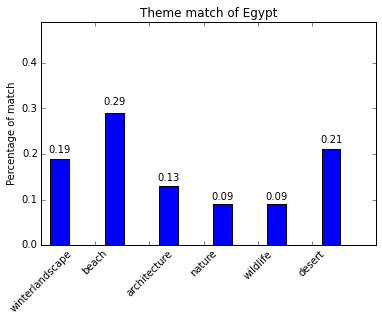 Theme match of Egypt
Percentage of match
0.4
0.3
0.2
0.1
0.0
0.19
0.29
0.13
0.09
0.09
0.21
winterlandscape
beach
architecture
nature
wildlife
desert